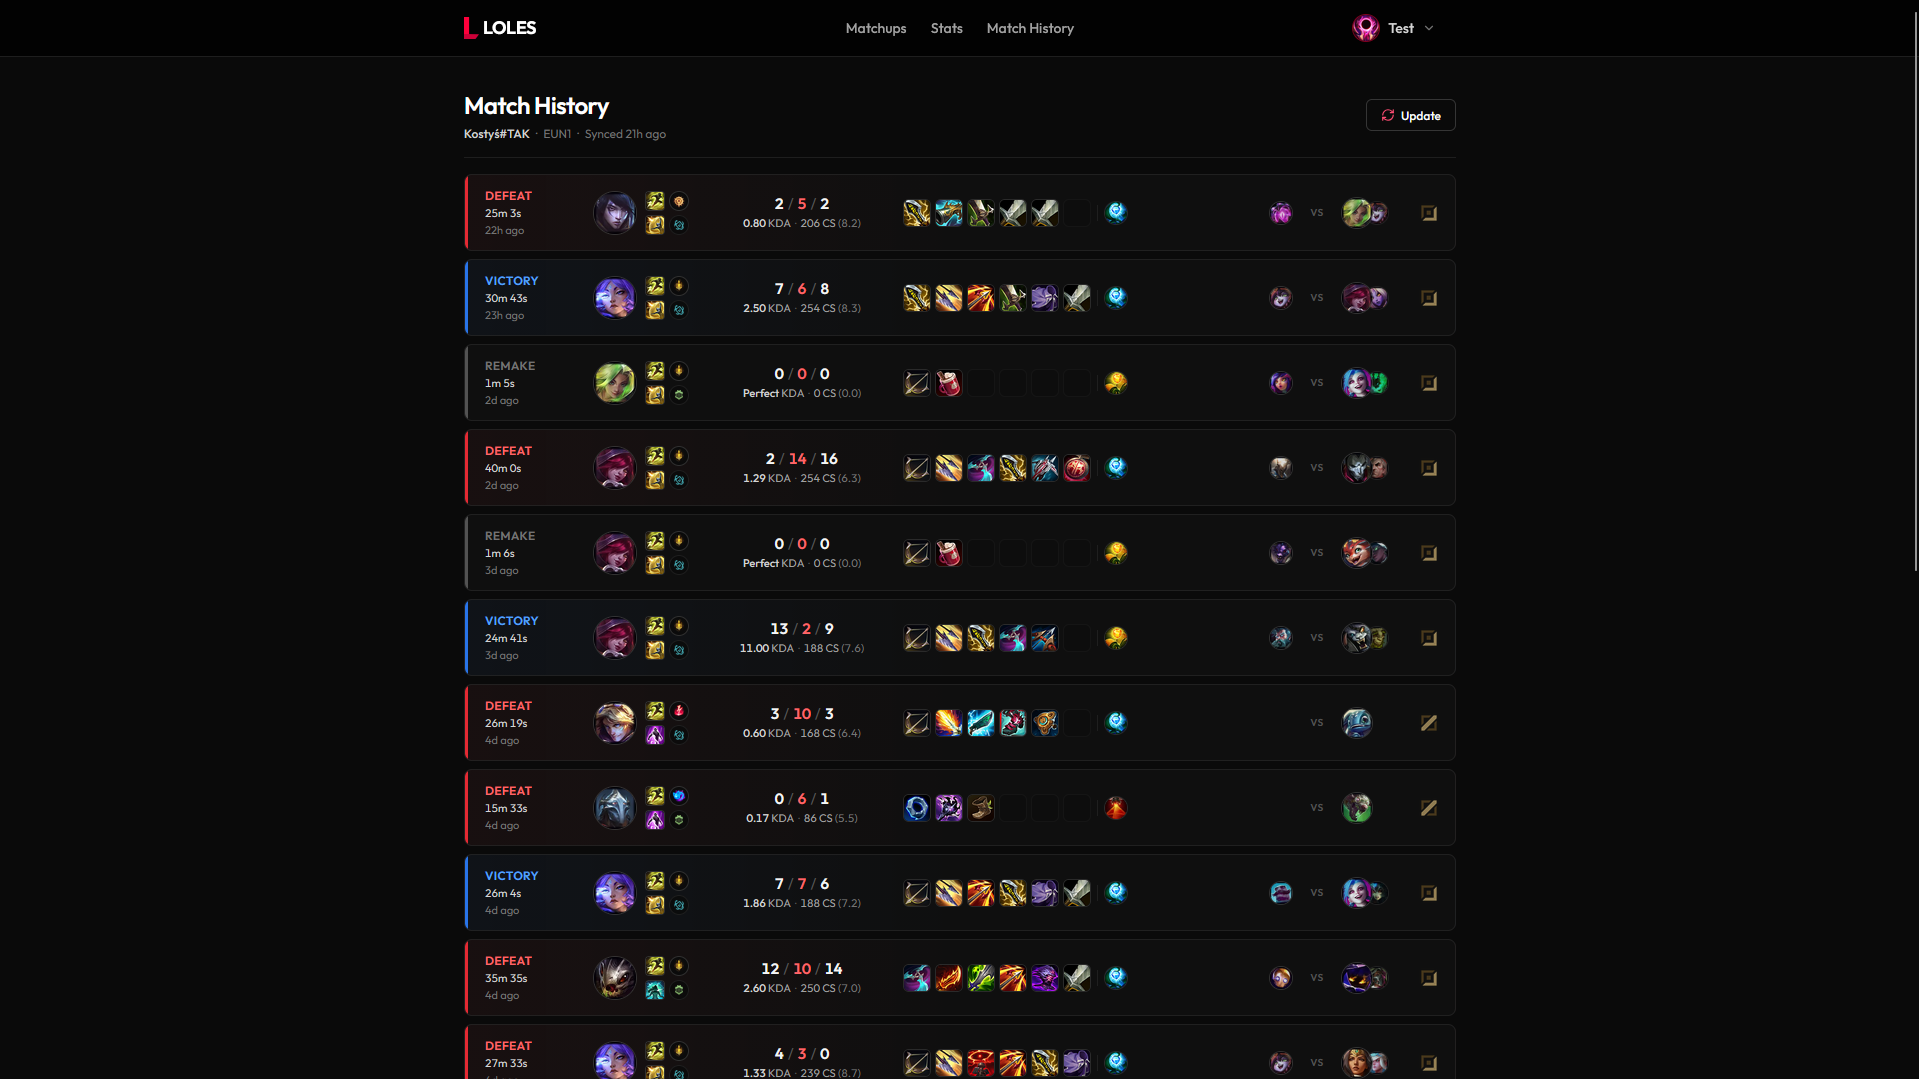 LOLES
Matchups Stats Match History
Test
Match History
Update
Kostyś#TAK · EUN1 · Synced 21h ago
DEFEAT
25m 3s
22h ago
2 / 5 / 2
0.80 KDA · 206 CS (8.2)
VS
VICTORY
30m 43s
23h ago
7 / 6 / 8
2.50 KDA · 254 CS (8.3)
VS
REMAKE
1m 5s
2d ago
0 / 0 / 0
Perfect KDA · 0 CS (0.0)
VS
DEFEAT
40m 0s
2d ago
2 / 14 / 16
1.29 KDA · 254 CS (6.3)
VS
REMAKE
1m 6s
3d ago
0 / 0 / 0
Perfect KDA · 0 CS (0.0)
VS
VICTORY
24m 41s
3d ago
13 / 2 / 9
11.00 KDA · 188 CS (7.6)
VS
DEFEAT
26m 19s
4d ago
3 / 10 / 3
0.60 KDA · 168 CS (6.4)
VS
DEFEAT
15m 33s
4d ago
0 / 6 / 1
0.17 KDA · 86 CS (5.5)
VS
VICTORY
26m 4s
4d ago
7 / 7 / 6
1.86 KDA · 188 CS (7.2)
VS
DEFEAT
35m 35s
4d ago
12 / 10 / 14
2.60 KDA · 250 CS (7.0)
VS
DEFEAT
27m 33s
4 / 3 / 0
1.33 KDA · 239 CS (8.7)
VS